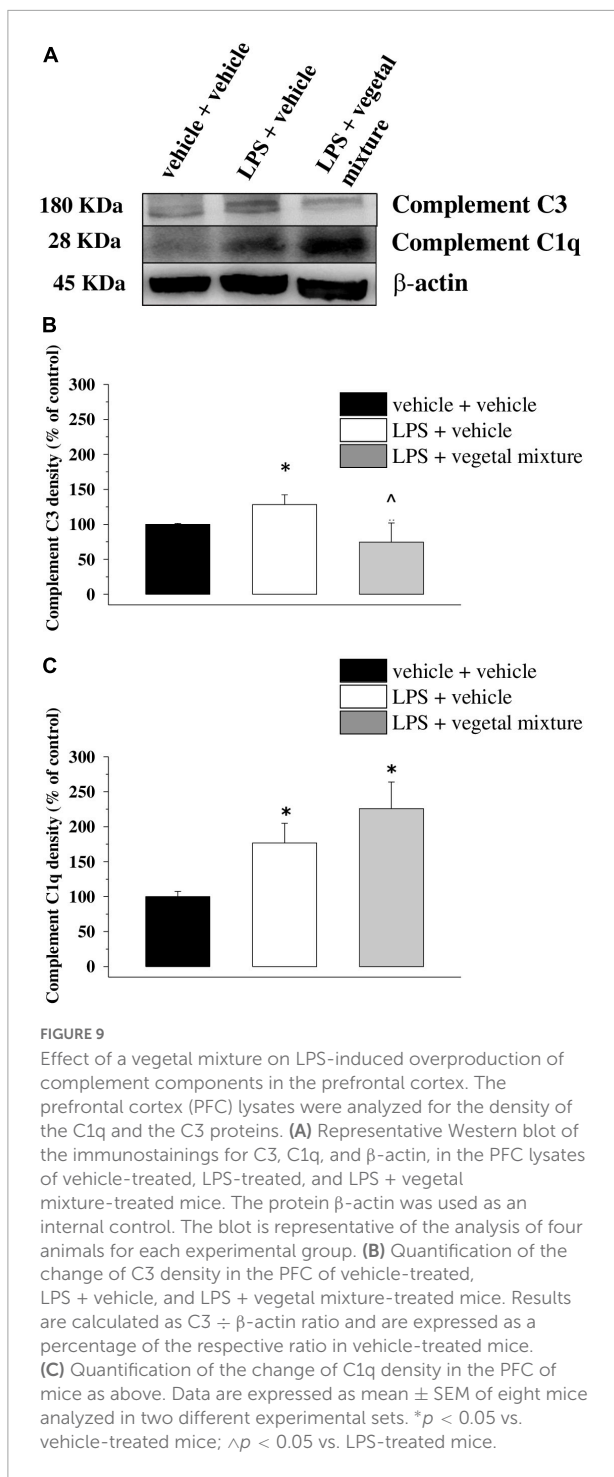 A
vehicle + vehicle
LPS + vehicle
LPS + vegetal
mixture
180 KDa
Complement C3
28 KDa
Complement C1q
45 KDa
β-actin
B
Complement C3 density (% of control)
300
250
200
150
100
50
0
vehicle + vehicle
LPS + vehicle
LPS + vegetal mixture
*
^
C
Complement C1q density (% of control)
300
250
200
150
100
50
0
vehicle + vehicle
LPS + vehicle
LPS + vegetal mixture
*
*
FIGURE 9
Effect of a vegetal mixture on LPS-induced overproduction of
complement components in the prefrontal cortex. The
prefrontal cortex (PFC) lysates were analyzed for the density of
the C1q and the C3 proteins. (A) Representative Western blot of
the immunostainings for C3, C1q, and β-actin, in the PFC lysates
of vehicle-treated, LPS-treated, and LPS + vegetal
mixture-treated mice. The protein β-actin was used as an
internal control. The blot is representative of the analysis of four
animals for each experimental group. (B) Quantification of the
change of C3 density in the PFC of vehicle-treated,
LPS + vehicle, and LPS + vegetal mixture-treated mice. Results
are calculated as C3 ÷ β-actin ratio and are expressed as a
percentage of the respective ratio in vehicle-treated mice.
(C) Quantification of the change of C1q density in the PFC of
mice as above. Data are expressed as mean ± SEM of eight mice
analyzed in two different experimental sets. *p < 0.05 vs.
vehicle-treated mice; ∧p < 0.05 vs. LPS-treated mice.